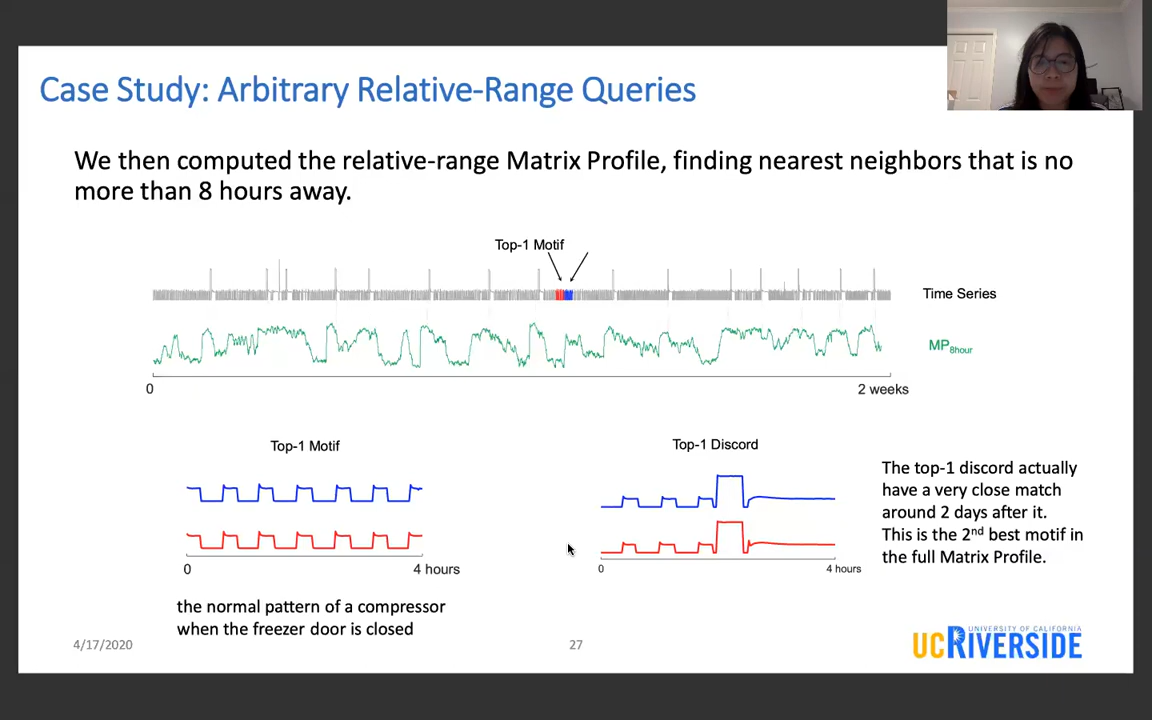 Case Study: Arbitrary Relative-Range Queries
We then computed the relative-range Matrix Profile, finding nearest neighbors that is no
more than 8 hours away.
Top-1 Motif
Time Series
MP8hour
0
2 weeks
Top-1 Motif
0
4 hours
the normal pattern of a compressor
when the freezer door is closed
Top-1 Discord
0
4 hours
The top-1 discord actually
have a very close match
around 2 days after it.
This is the 2nd best motif in
the full Matrix Profile.
4/17/2020
27
UNIVERSITY OF CALIFORNIA
UCRIVERSIDE